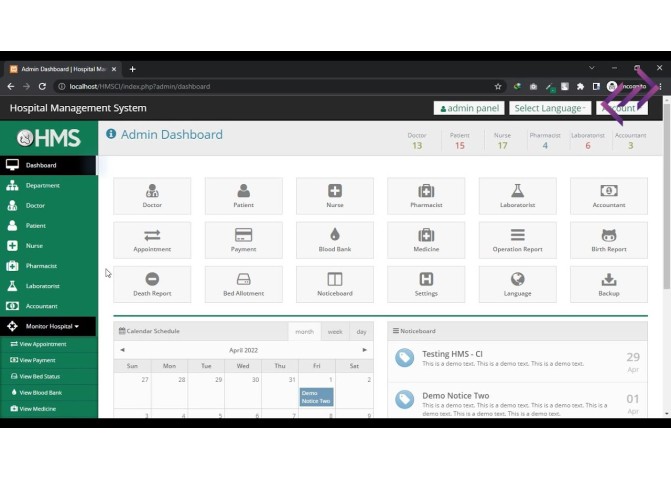 Admin Dashboard | Hospital Ma
localhost/HMSCI/index.php?admin/dashboard
Incognito
Hospital Management System
admin panel
Select Language
HMS
Admin Dashboard
Doctor Patient Nurse Pharmacist Laboratorist Accountant
13 15 17 4 6 3
Dashboard
Department
Doctor
Patient
Nurse
Pharmacist
Laboratorist
Accountant
Monitor Hospital
View Appointment
View Payment
View Bed Status
View Blood Bank
View Medicine
Doctor Patient Nurse Pharmacist Laboratorist Accountant
Appointment Payment Blood Bank Medicine Operation Report Birth Report
Death Report Bed Allotment Noticeboard Settings Language Backup
Calendar Schedule
month week day
April 2022
Sun Mon Tue Wed Thu Fri Sat
27 28 29 30 31 1 2
Demo
Notice Two
3 4 5 6 7 8 9
Noticeboard
Testing HMS - CI
This is a demo text. This is a demo text. This is a demo text.
29
Apr
Demo Notice Two
This is a demo text. This is a demo text. This is a demo text. This is a
demo text. This is a demo text. This is a demo text.
01
Apr